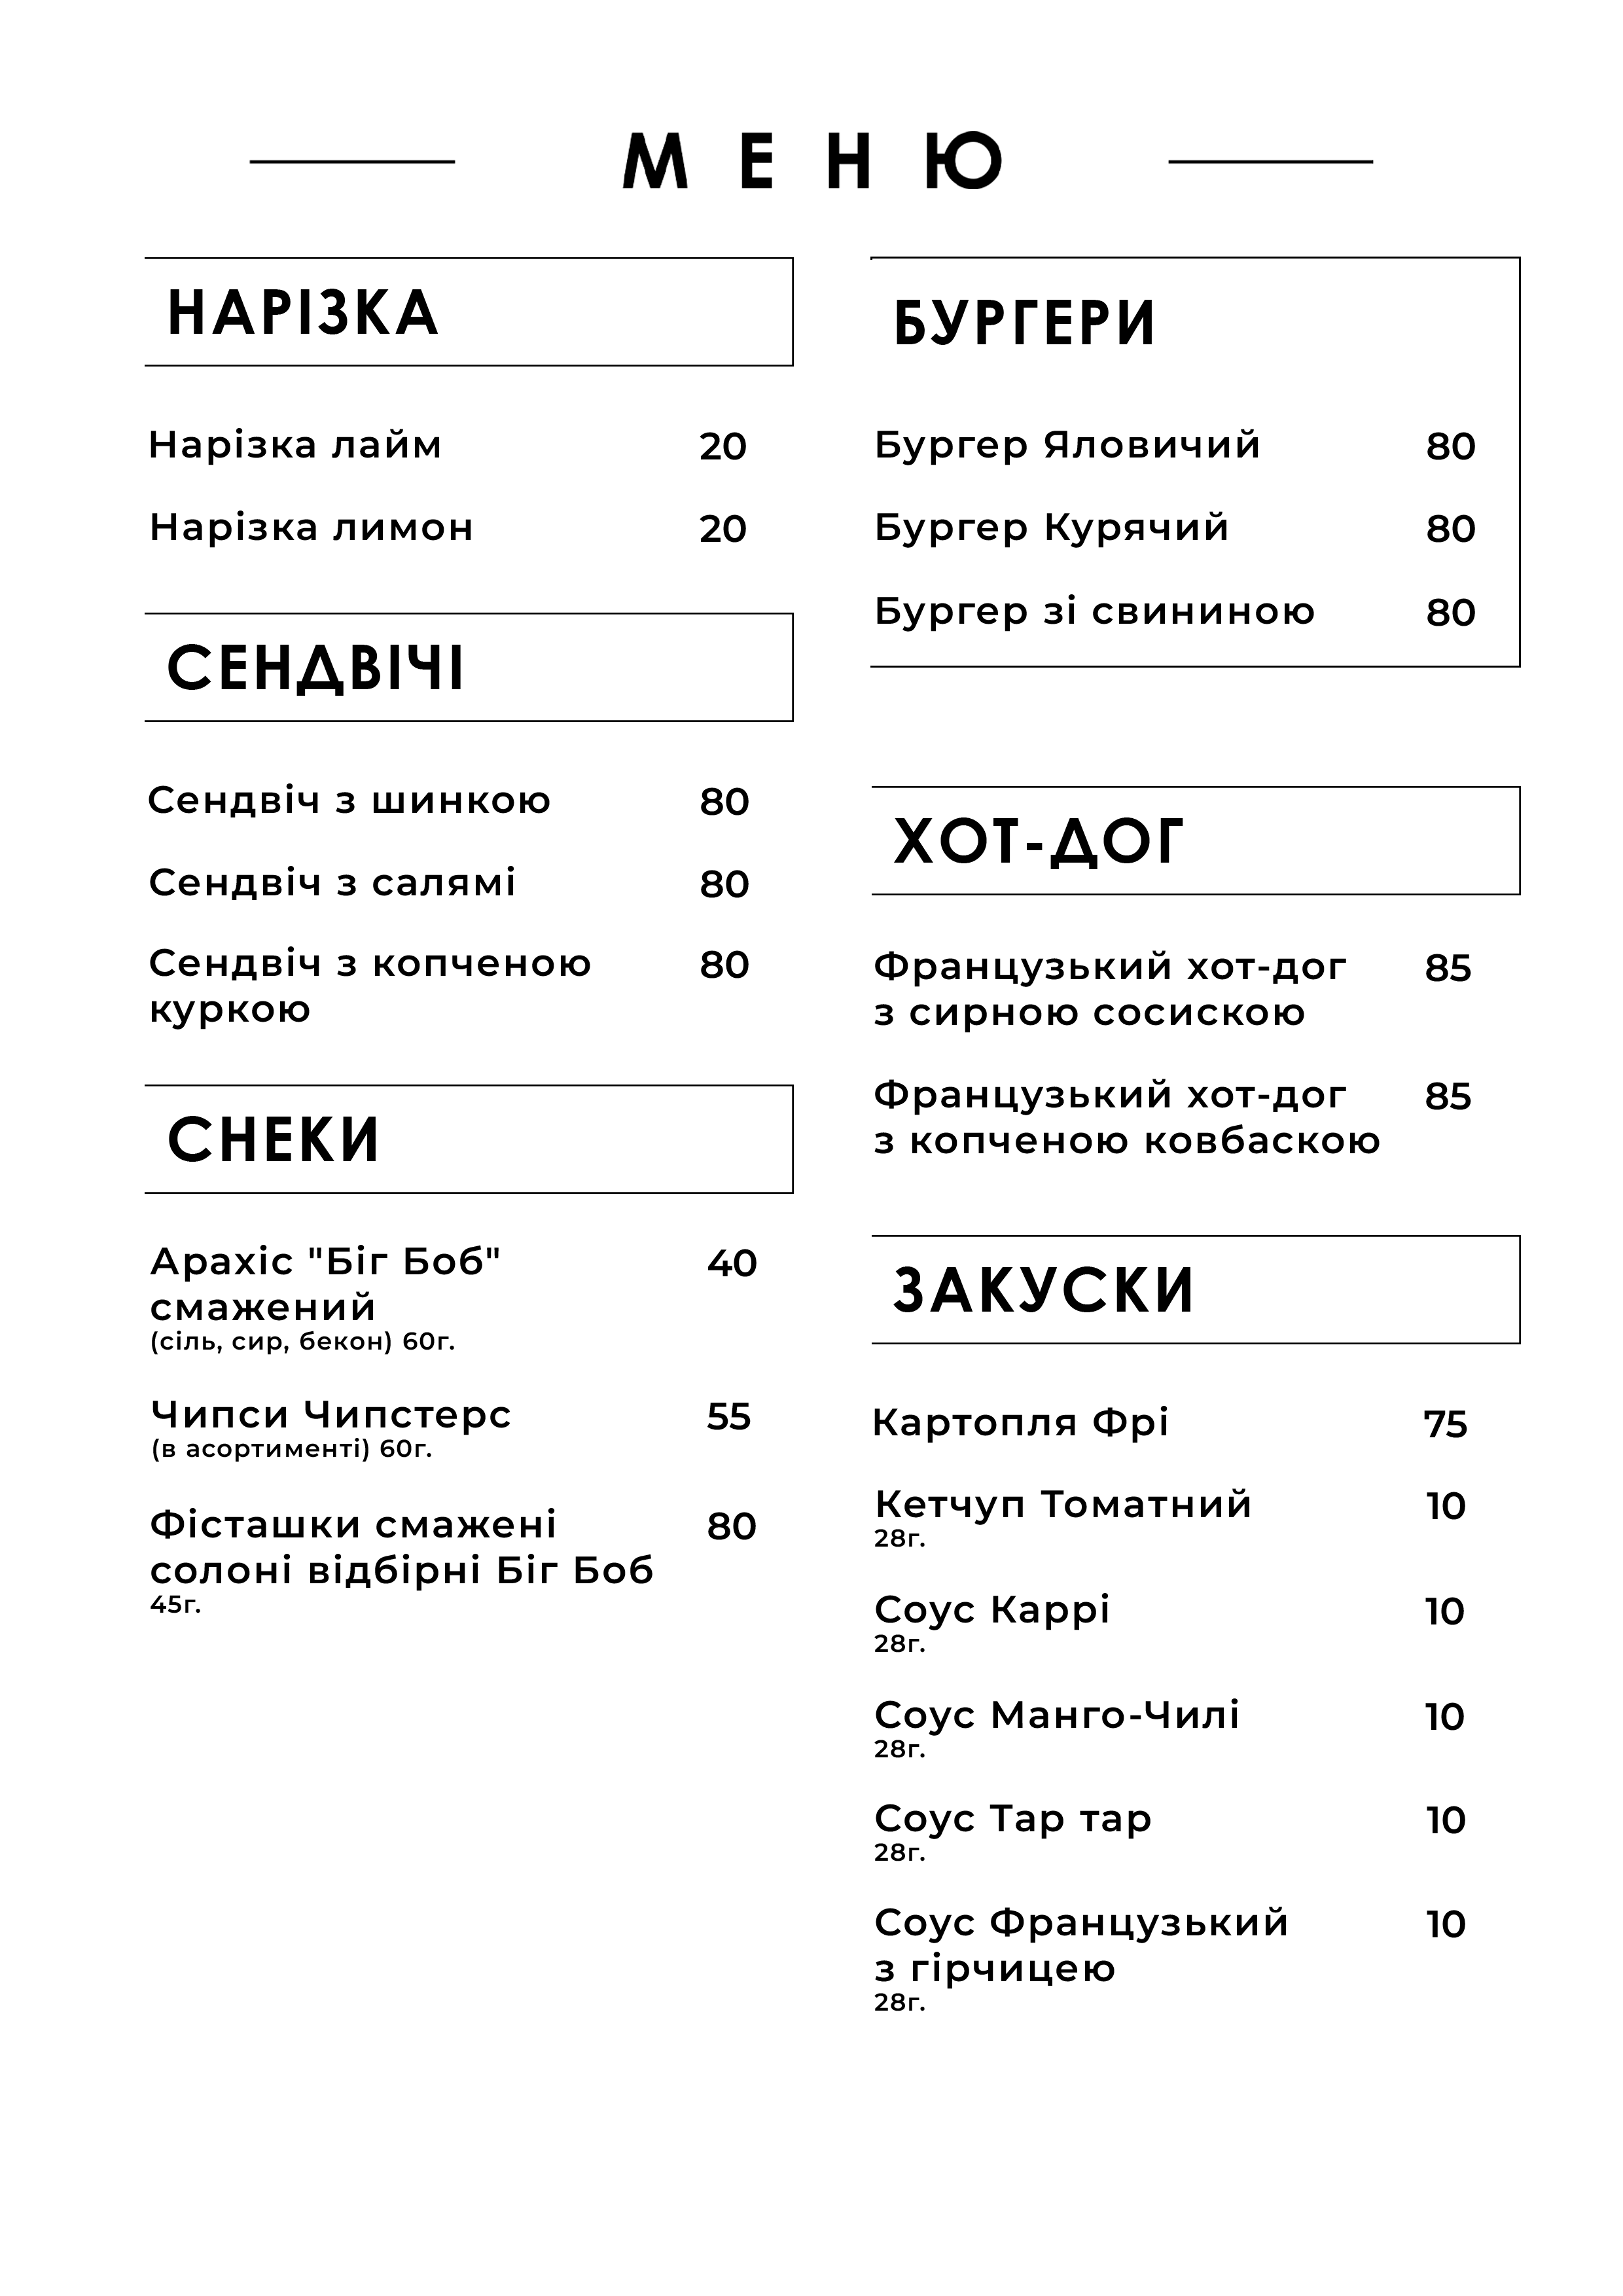 МЕНЮ
НАРІЗКА
Нарізка лайм 20
Нарізка лимон 20
СЕНДВІЧІ
Сендвіч з шинкою 80
Сендвіч з салямі 80
Сендвіч з копченою 80
куркою
СНЕКИ
Арахіс "Біг Боб" 40
смажений
(сіль, сир, бекон) 60г.
Чипси Чипстерс 55
(в асортименті) 60г.
Фісташки смажені 80
солоні відбірні Біг Боб
45г.
БУРГЕРИ
Бургер Яловичий 80
Бургер Курячий 80
Бургер зі свининою 80
ХОТ-ДОГ
Французький хот-дог 85
з сирною сосискою
Французький хот-дог 85
з копченою ковбаскою
ЗАКУСКИ
Картопля Фрі 75
Кетчуп Томатний 10
28г.
Соус Каррі 10
28г.
Соус Манго-Чилі 10
28г.
Соус Тар тар 10
28г.
Соус Французький 10
з гірчицею
28г.